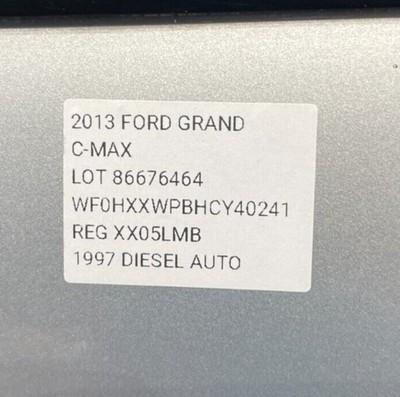 2013 FORD GRAND
C-MAX
LOT 86676464
WF0HXXWPBHCY40241
REG XX05LMB
1997 DIESEL AUTO